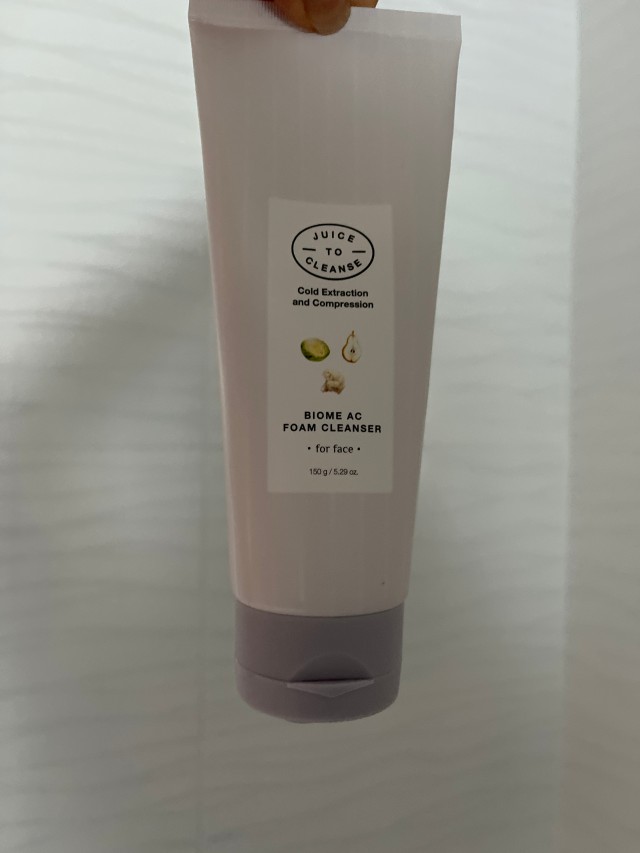 JUICE
TO
CLEANSE
Cold Extraction
and Compression
BIOME AC
FOAM CLEANSER
• for face •
150 g / 5.29 oz.